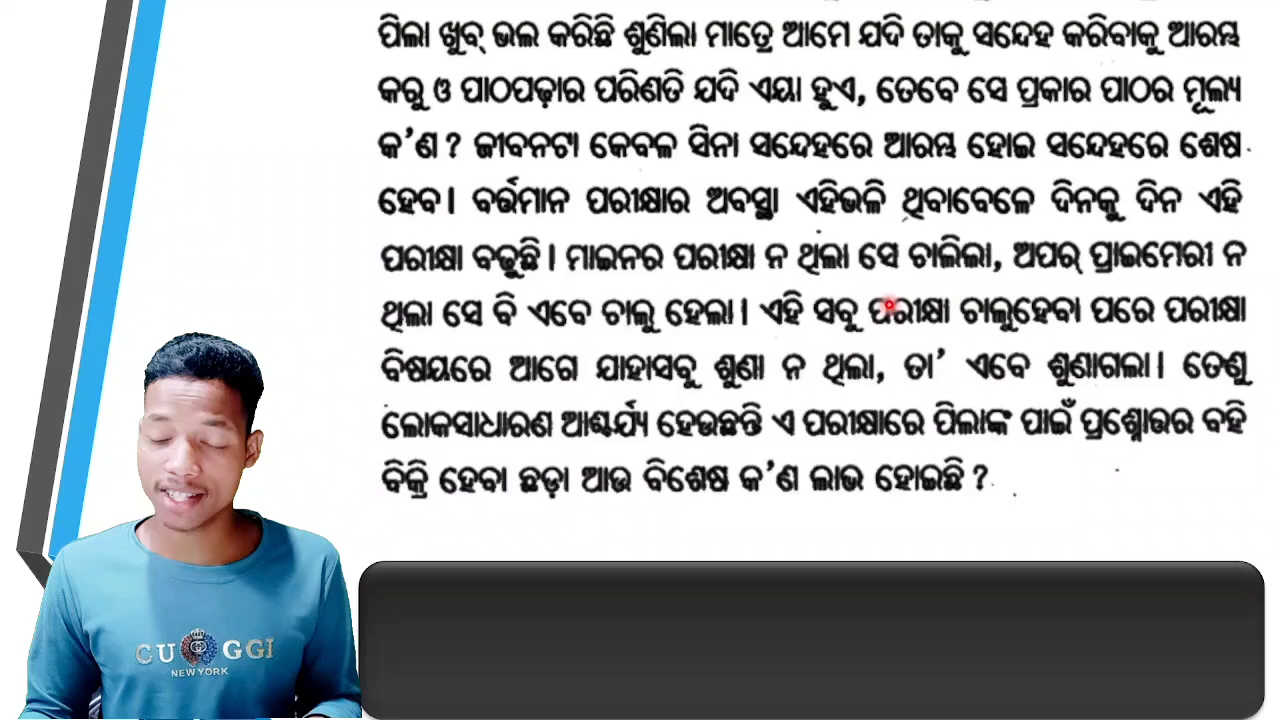 ପିଲା ଖୁବ୍ ଭଲ କରିଛି ଶୁଣିଲା ମାତ୍ରେ ଆମେ ଯଦି ତାକୁ ସନ୍ଦେହ କରିବାକୁ ଆରମ୍ଭ
କରୁ ଓ ପାଠପଢ଼ାର ପରିଣତି ଯଦି ଏୟା ହୁଏ, ତେବେ ସେ ପ୍ରକାର ପାଠର ମୂଲ୍ୟ
କ'ଣ ? ଜୀବନଟା କେବଳ ସିନା ସନ୍ଦେହରେ ଆରମ୍ଭ ହୋଇ ସନ୍ଦେହରେ ଶେଷ
ହେବ। ବର୍ତ୍ତମାନ ପରୀକ୍ଷାର ଅବସ୍ଥା ଏହିଭଳି ଥିବାବେଳେ ଦିନକୁ ଦିନ ଏହି
ପରୀକ୍ଷା ବଢୁଛି। ମାଇନର ପରୀକ୍ଷା ନ ଥିଲା ସେ ଚାଲିଲା, ଅପର୍ ପ୍ରାଇମେରୀ ନ
ଥିଲା ସେ ବି ଏବେ ଚାଲୁ ହେଲା। ଏହି ସବୁ ପରୀକ୍ଷା ଚାଲୁହେବା ପରେ ପରୀକ୍ଷା
ବିଷୟରେ ଆଗେ ଯାହାସବୁ ଶୁଣା ନ ଥିଲା, ତା' ଏବେ ଶୁଣାଗଲା। ତେଣୁ
ଲୋକସାଧାରଣ ଆଶ୍ଚର୍ଯ୍ୟ ହେଉଛନ୍ତି ଏ ପରୀକ୍ଷାରେ ପିଲାଙ୍କ ପାଇଁ ପ୍ରଶ୍ନୋତ୍ତର ବହି
ବିକ୍ରି ହେବା ଛଡ଼ା ଆଉ ବିଶେଷ କ'ଣ ଲାଭ ହୋଇଛି ?
CUGGI
NEW YORK